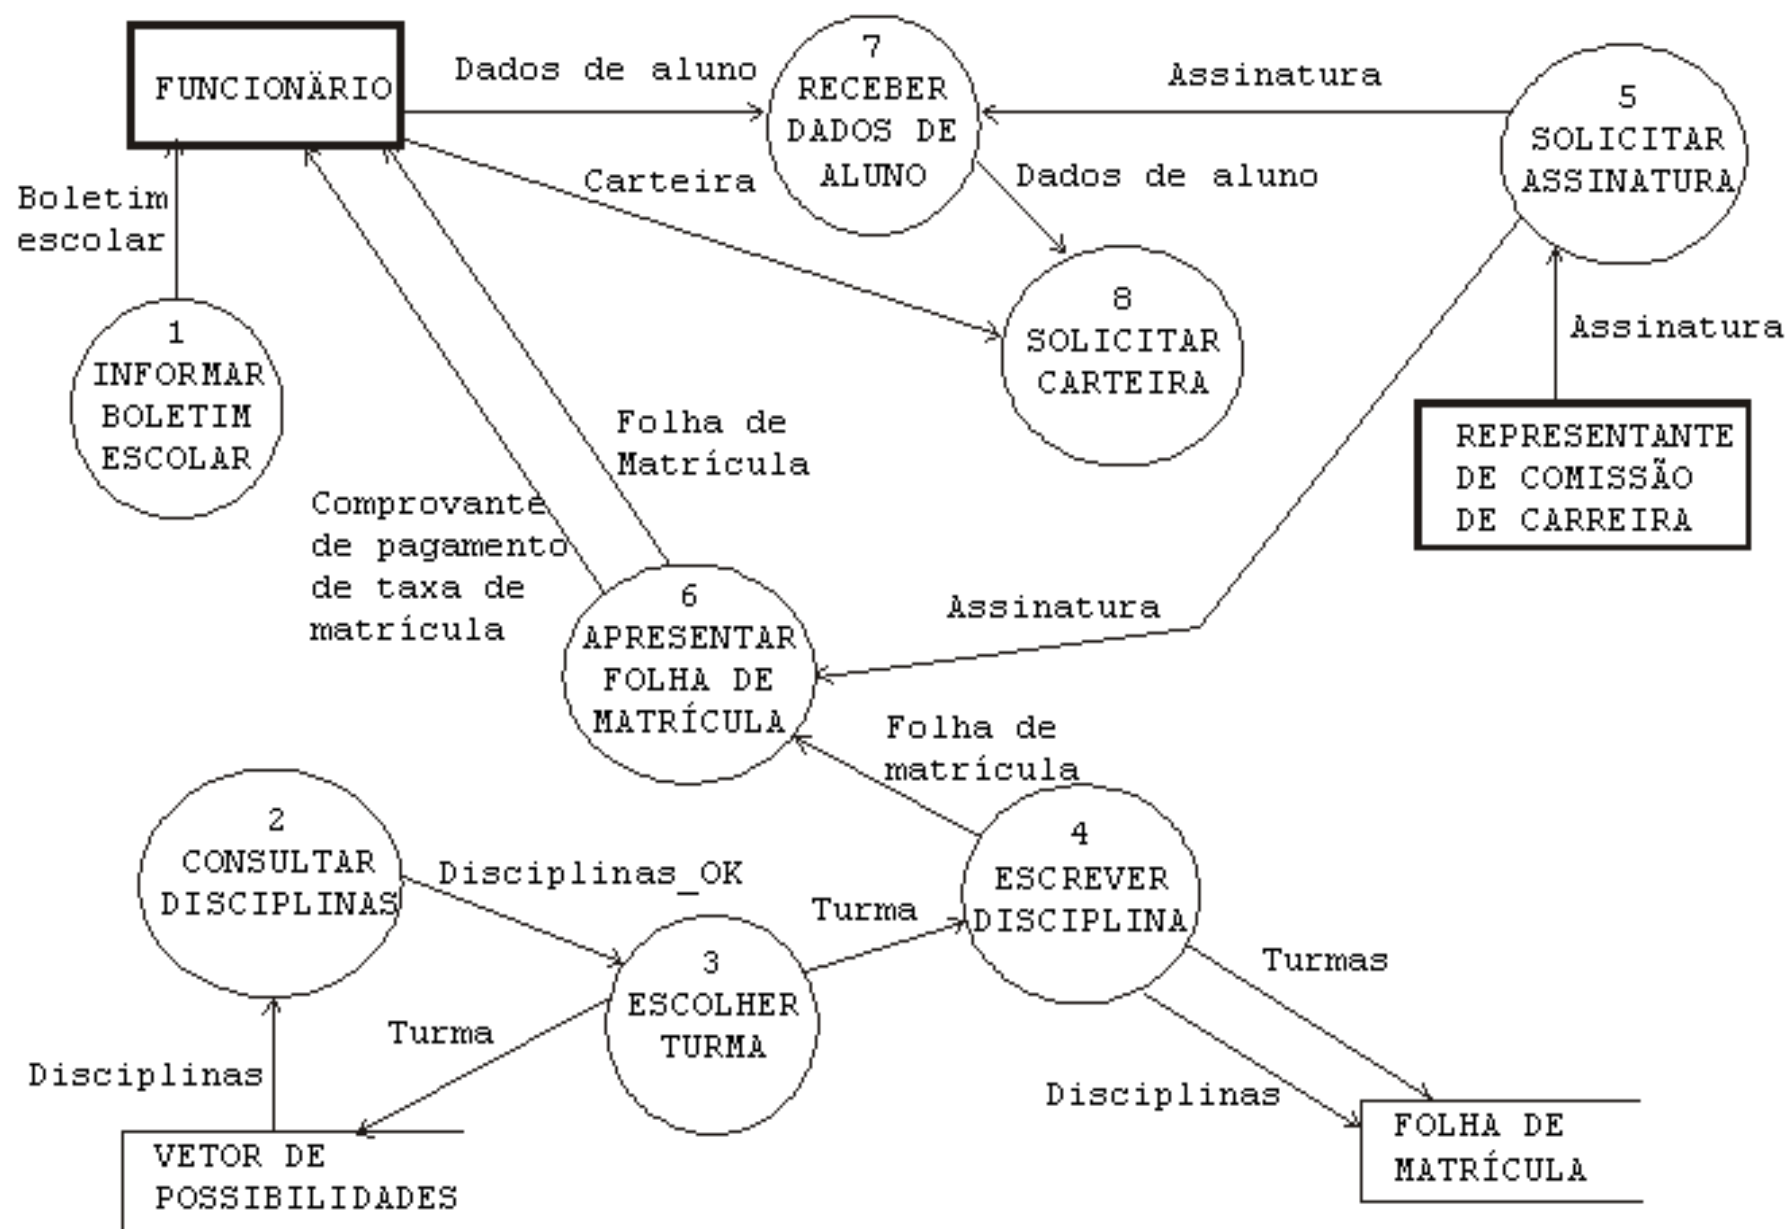 FUNCIONÄRIO
Dados de aluno
7
RECEBER
DADOS DE
ALUNO
Assinatura
5
SOLICITAR
ASSINATURA
Boletim
escolar
Carteira
Dados de aluno
1
INFORMAR
BOLETIM
ESCOLAR
8
SOLICITAR
CARTEIRA
Assinatura
REPRESENTANTE
DE COMISSÃO
DE CARREIRA
Folha de
Matrícula
Comprovante
de pagamento
de taxa de
matrícula
6
APRESENTAR
FOLHA DE
MATRÍCULA
Assinatura
Folha de
matrícula
2
CONSULTAR
DISCIPLINAS
Disciplinas_OK
3
ESCOLHER
TURMA
Turma
4
ESCREVER
DISCIPLINA
Turmas
Turma
Disciplinas
Disciplinas
VETOR DE
POSSIBILIDADES
FOLHA DE
MATRÍCULA